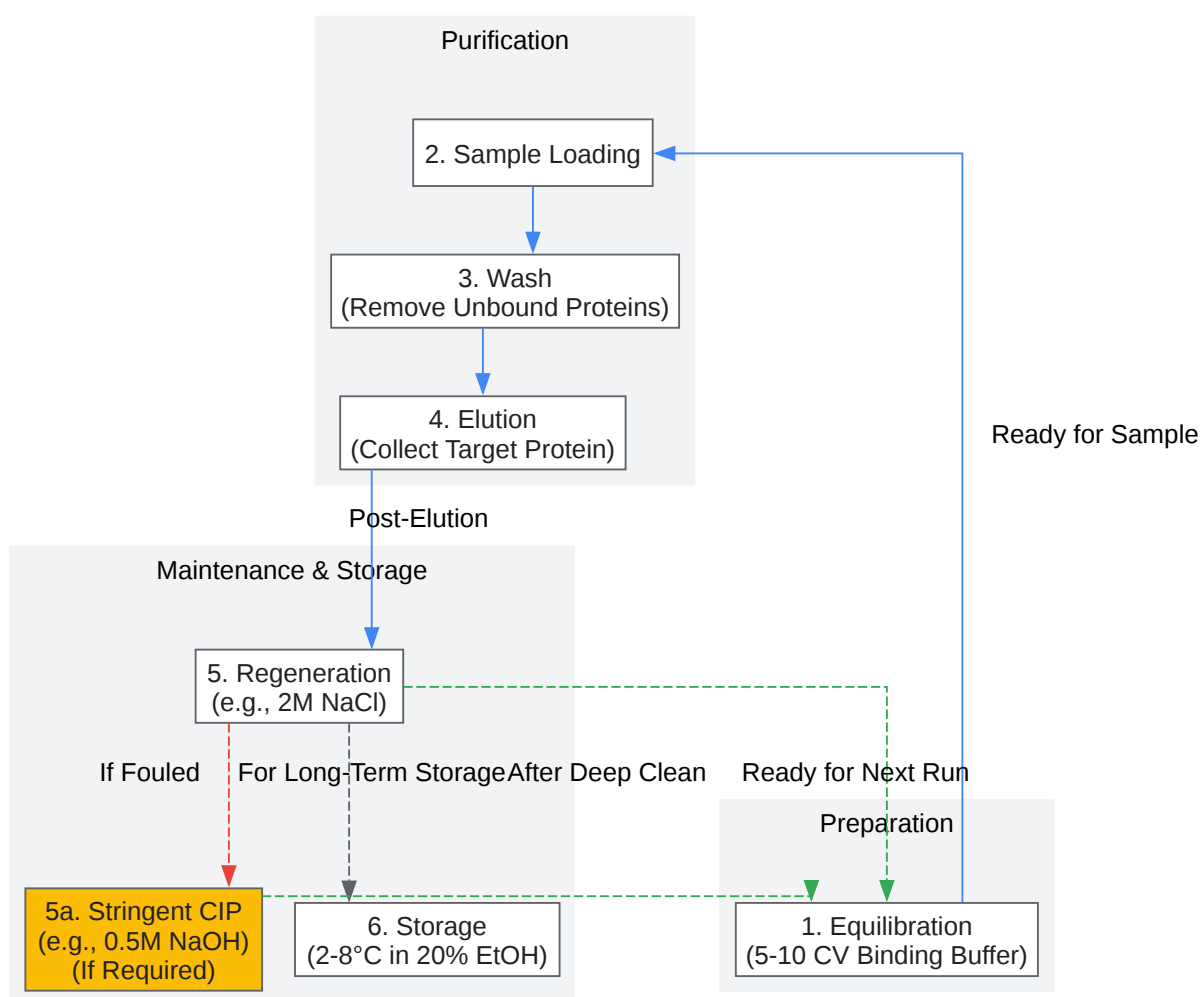 Purification
2. Sample Loading
3. Wash
(Remove Unbound Proteins)
4. Elution
(Collect Target Protein)
Ready for Sample
Post-Elution
Maintenance & Storage
5. Regeneration
(e.g., 2M NaCl)
If Fouled
For Long-Term Storage
After Deep Clean
Ready for Next Run
Preparation
5a. Stringent CIP
(e.g., 0.5M NaOH)
(If Required)
6. Storage
(2-8°C in 20% EtOH)
1. Equilibration
(5-10 CV Binding Buffer)